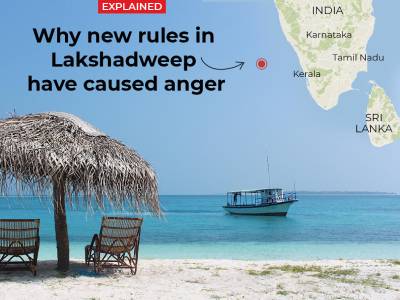 EXPLAINED
Why new rules in
Lakshadweep
have caused anger
INDIA
Karnataka
Tamil Nadu
Kerala
SRI
LANKA